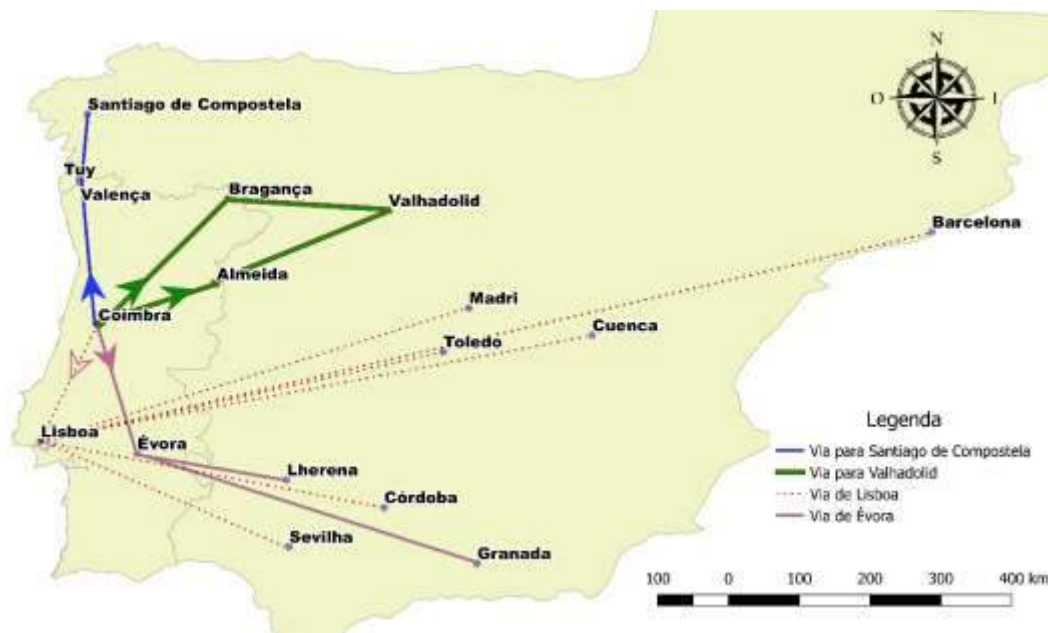 N
O
L
S
Santiago de Compostela
Tuy
Valença
Bragança
Valhadolid
Barcelona
Almeida
Coimbra
Madri
Cuenca
Toledo
Lisboa
Évora
Lherena
Córdoba
Sevilha
Granada
Legenda
Via para Santiago de Compostela
Via para Valhadolid
Via de Lisboa
Via de Évora
100 0 100 200 300 400 km